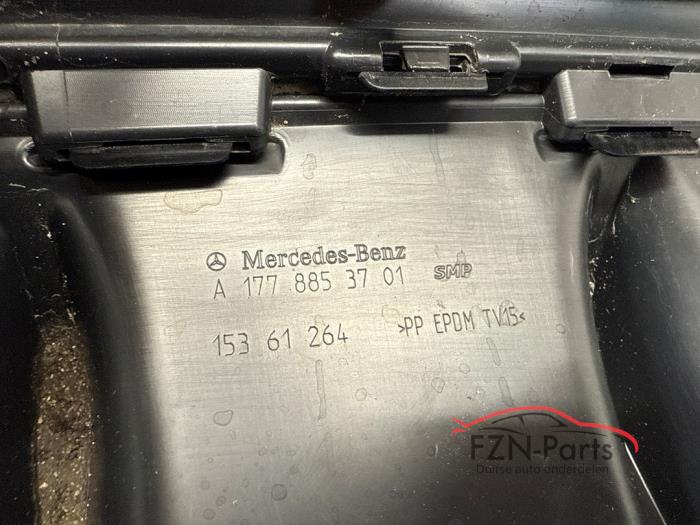 Mercedes-Benz
A 177 885 37 01 SMP
153 61 264 >PP EPDM TV15<
FZN-Parts
Duitse auto onderdelen